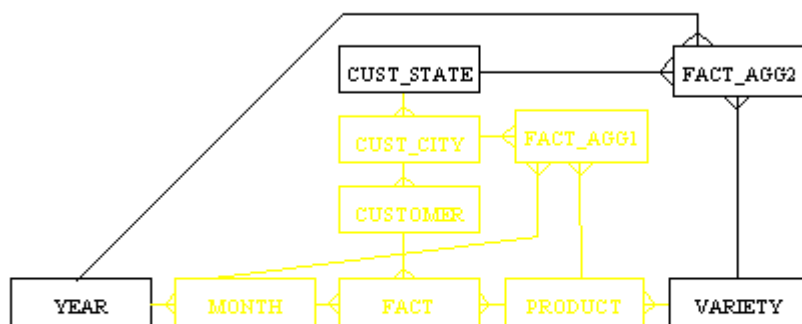 CUST_STATE
FACT_AGG2
CUST_CITY
FACT_AGG1
CUSTOMER
YEAR
MONTH
FACT
PRODUCT
VARIETY